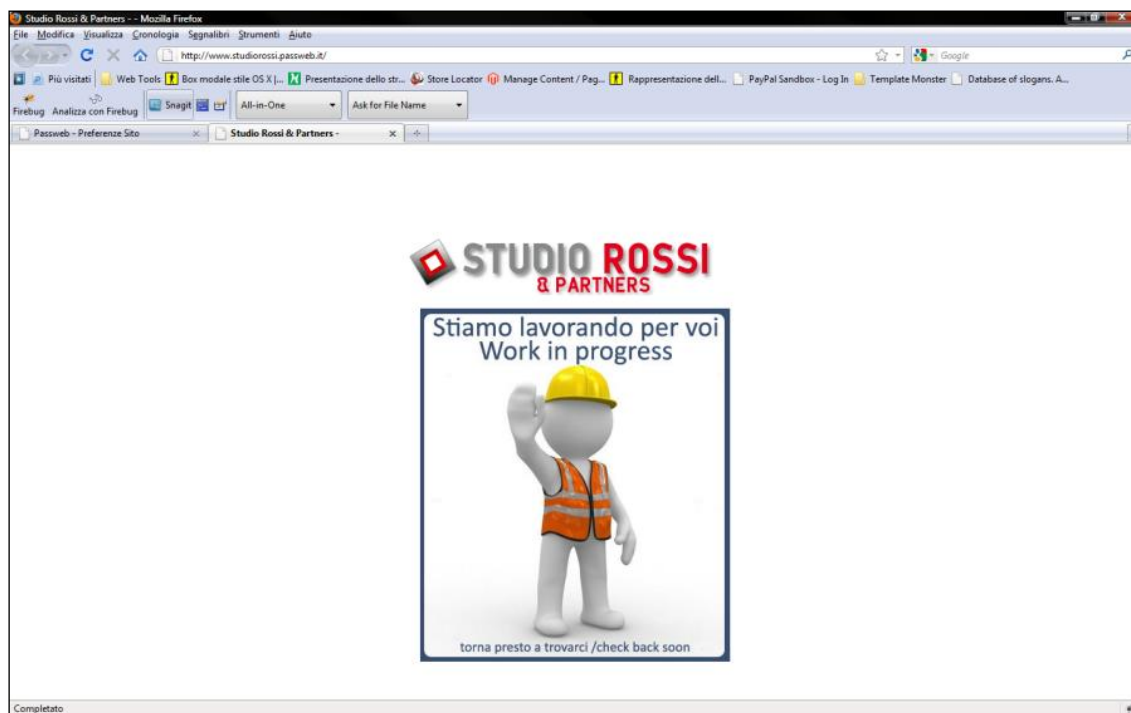 Studio Rossi & Partners - - Mozilla Firefox
File Modifica Visualizza Cronologia Segnalibri Strumenti Aiuto
http://www.studiorossi.passweb.it/ Google
Più visitati Web Tools Box modale stile OS X |... Presentazione dello str... Store Locator Manage Content / Pag... Rappresentazione dell... PayPal Sandbox - Log In Template Monster Database of slogans. A...
Firebug Analizza con Firebug Snagit All-in-One Ask for File Name
Passweb - Preferenze Sito Studio Rossi & Partners -
STUDIO ROSSI
& PARTNERS
Stiamo lavorando per voi
Work in progress
torna presto a trovarci /check back soon
Completato